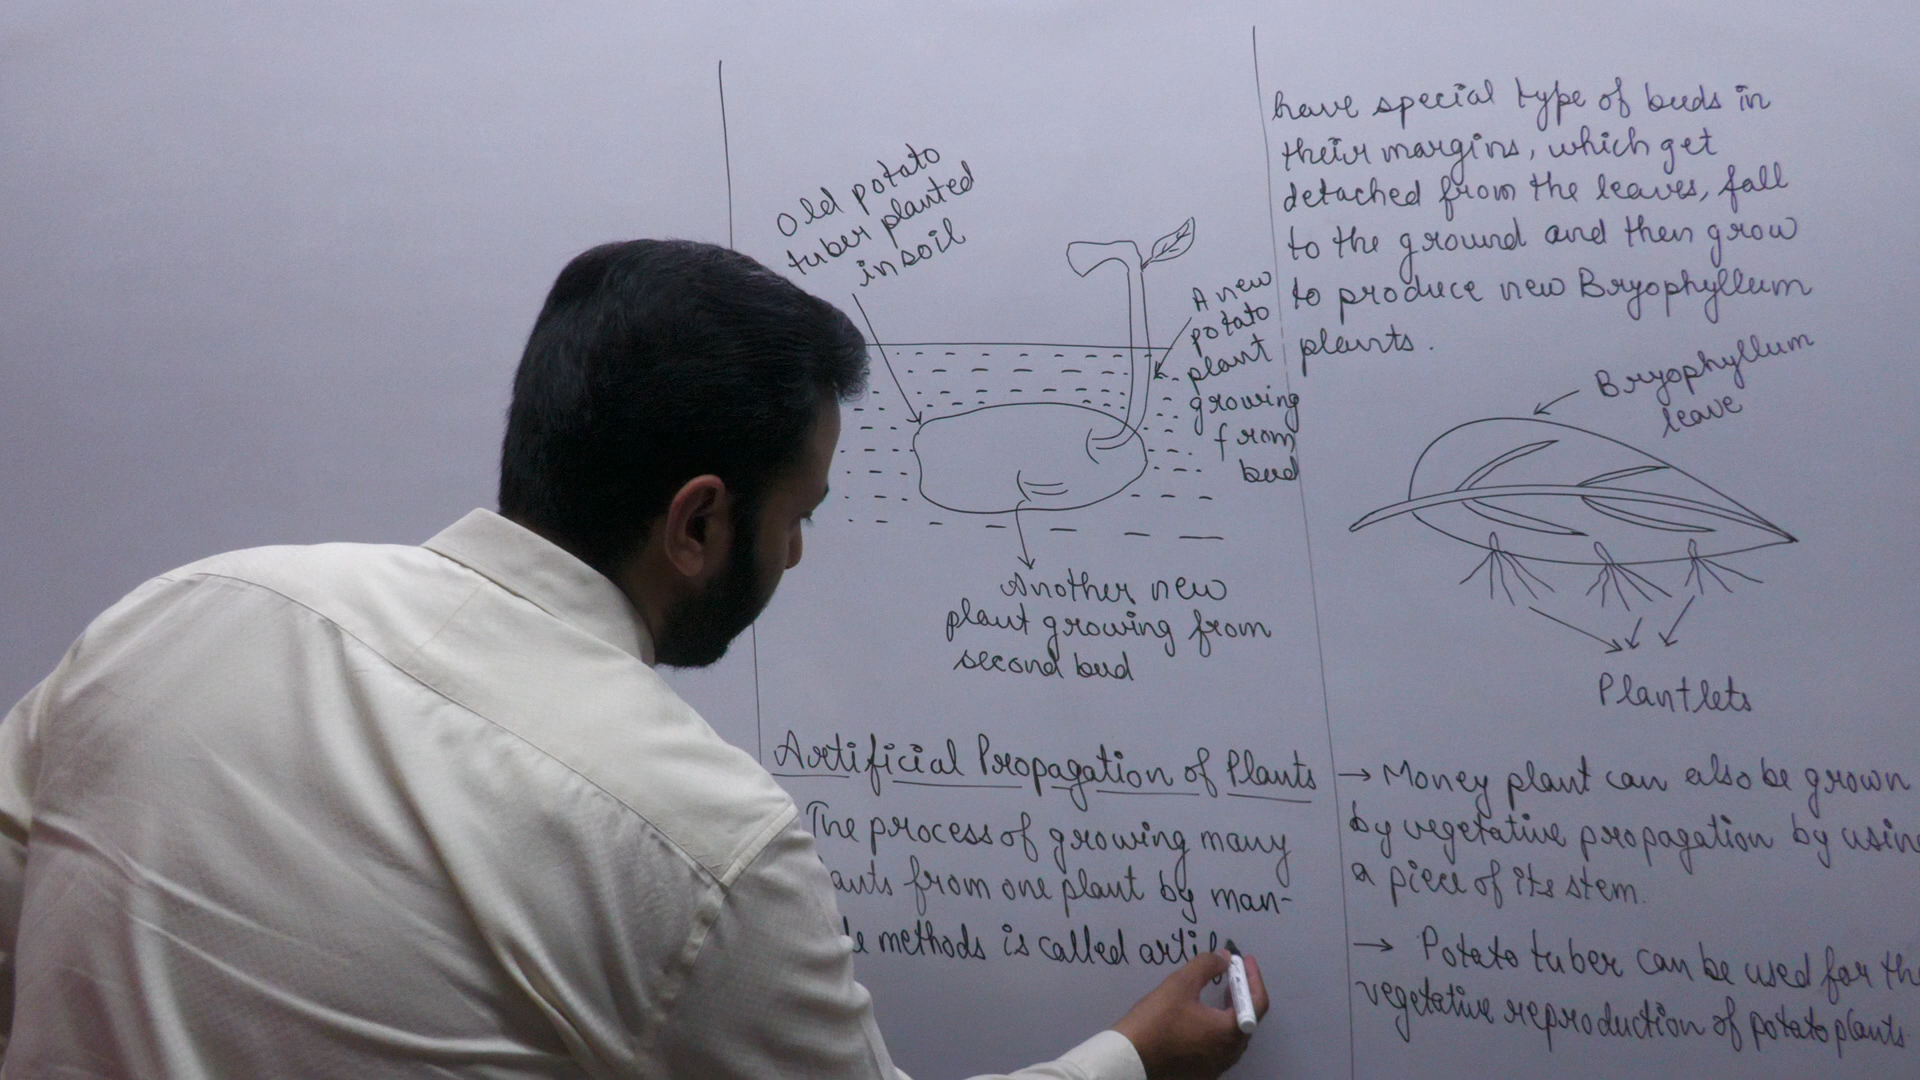 Old potato
tuber planted
in soil
A new
potato
plant
growing
from
bud
Another new
plant growing from
second bud
Artificial Propagation of Plants
The process of growing many
ants from one plant by man-
de methods is called artif
have special type of buds in
their margins, which get
detached from the leaves, fall
to the ground and then grow
to produce new Bryophyllum
plants.
Bryophyllum
leave
Plantlets
→ Money plant can also be grown
by vegetative propagation by usin
a piece of its stem.
→ Potato tuber can be used for th
vegetative reproduction of potato plants.